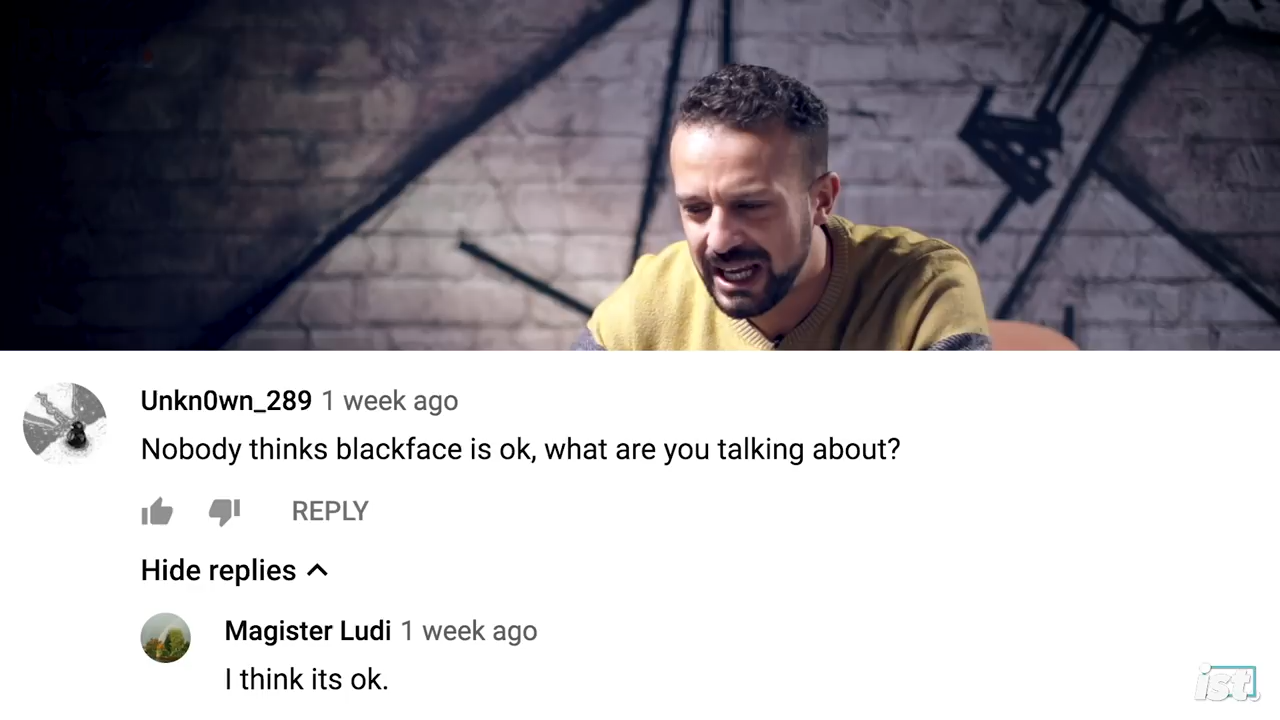 Unkn0wn_289 1 week ago
Nobody thinks blackface is ok, what are you talking about?
REPLY
Hide replies
Magister Ludi 1 week ago
I think its ok.
ist.